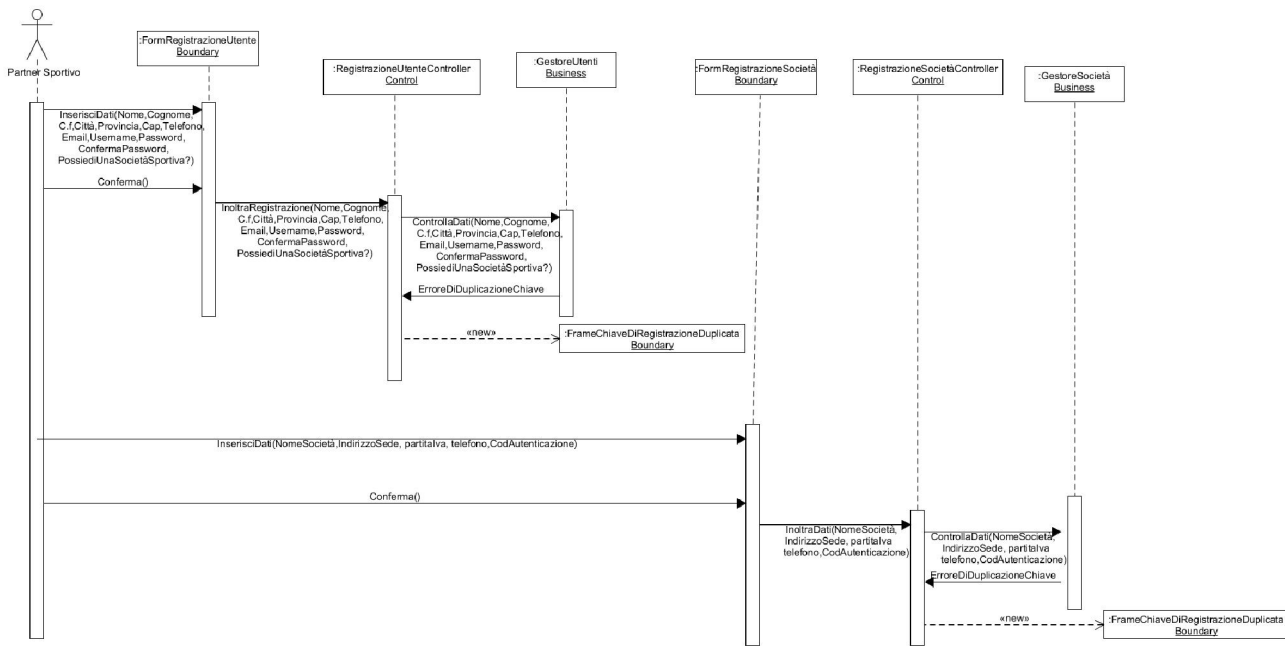 Partner Sportivo
:FormRegistrazioneUtente
Boundary
:RegistrazioneUtenteController
Control
:GestoreUtenti
Business
:FormRegistrazioneSocietà
Boundary
:RegistrazioneSocietàController
Control
:GestoreSocietà
Business
InserisciDati(Nome,Cognome,
C.f,Città,Provincia,Cap,Telefono,
Email,Username,Password,
ConfermaPassword,
PossiediUnaSocietàSportiva?)
Conferma()
InoltraRegistrazione(Nome,Cognome,
C.f,Città,Provincia,Cap,Telefono,
Email,Username,Password,
ConfermaPassword,
PossiediUnaSocietàSportiva?)
ControllaDati(Nome,Cognome,
C.f,Città,Provincia,Cap,Telefono,
Email,Username,Password,
ConfermaPassword,
PossiediUnaSocietàSportiva?)
ErroreDiDuplicazioneChiave
«new»
:FrameChiaveDiRegistrazioneDuplicata
Boundary
InserisciDati(NomeSocietà,IndirizzoSede, partitaIva, telefono,CodAutenticazione)
Conferma()
InoltraDati(NomeSocietà,
IndirizzoSede, partitaIva
telefono,CodAutenticazione)
ControllaDati(NomeSocietà,
IndirizzoSede, partitaIva
telefono,CodAutenticazione)
ErroreDiDuplicazioneChiave
«new»
:FrameChiaveDiRegistrazioneDuplicata
Boundary